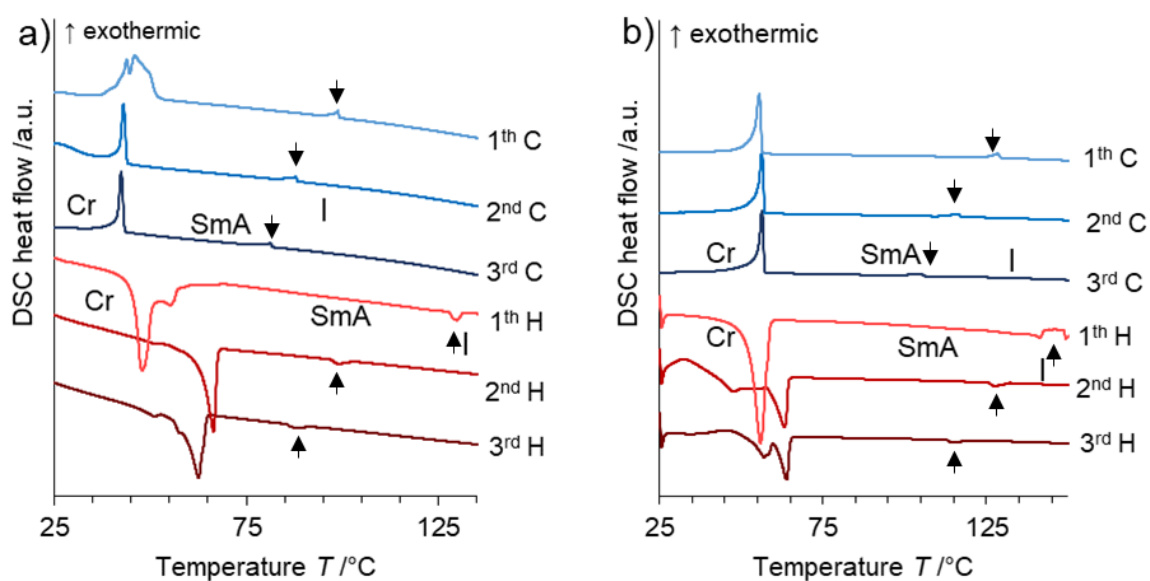 a) ↑ exothermic
DSC heat flow /a.u.
1th C
2nd C
I
Cr
SmA
3rd C
Cr
SmA
1th H
I
2nd H
3rd H
25
75
125
Temperature T /°C
b) ↑ exothermic
DSC heat flow /a.u.
1th C
2nd C
Cr
SmA
I
3rd C
1th H
Cr
SmA
I
2nd H
3rd H
25
75
125
Temperature T /°C